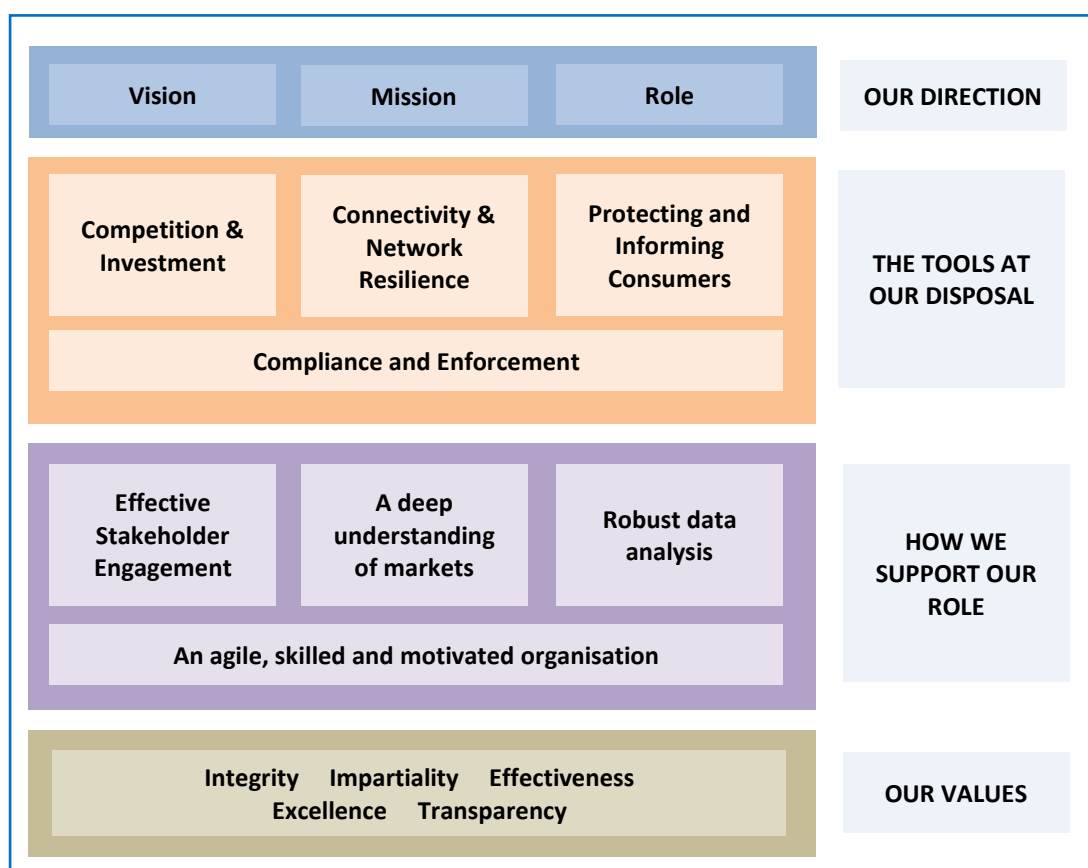 Vision
Mission
Role
OUR DIRECTION
Competition &
Investment
Connectivity &
Network
Resilience
Protecting and
Informing
Consumers
Compliance and Enforcement
THE TOOLS AT
OUR DISPOSAL
Effective
Stakeholder
Engagement
A deep
understanding
of markets
Robust data
analysis
An agile, skilled and motivated organisation
HOW WE
SUPPORT OUR
ROLE
Integrity Impartiality Effectiveness
Excellence Transparency
OUR VALUES